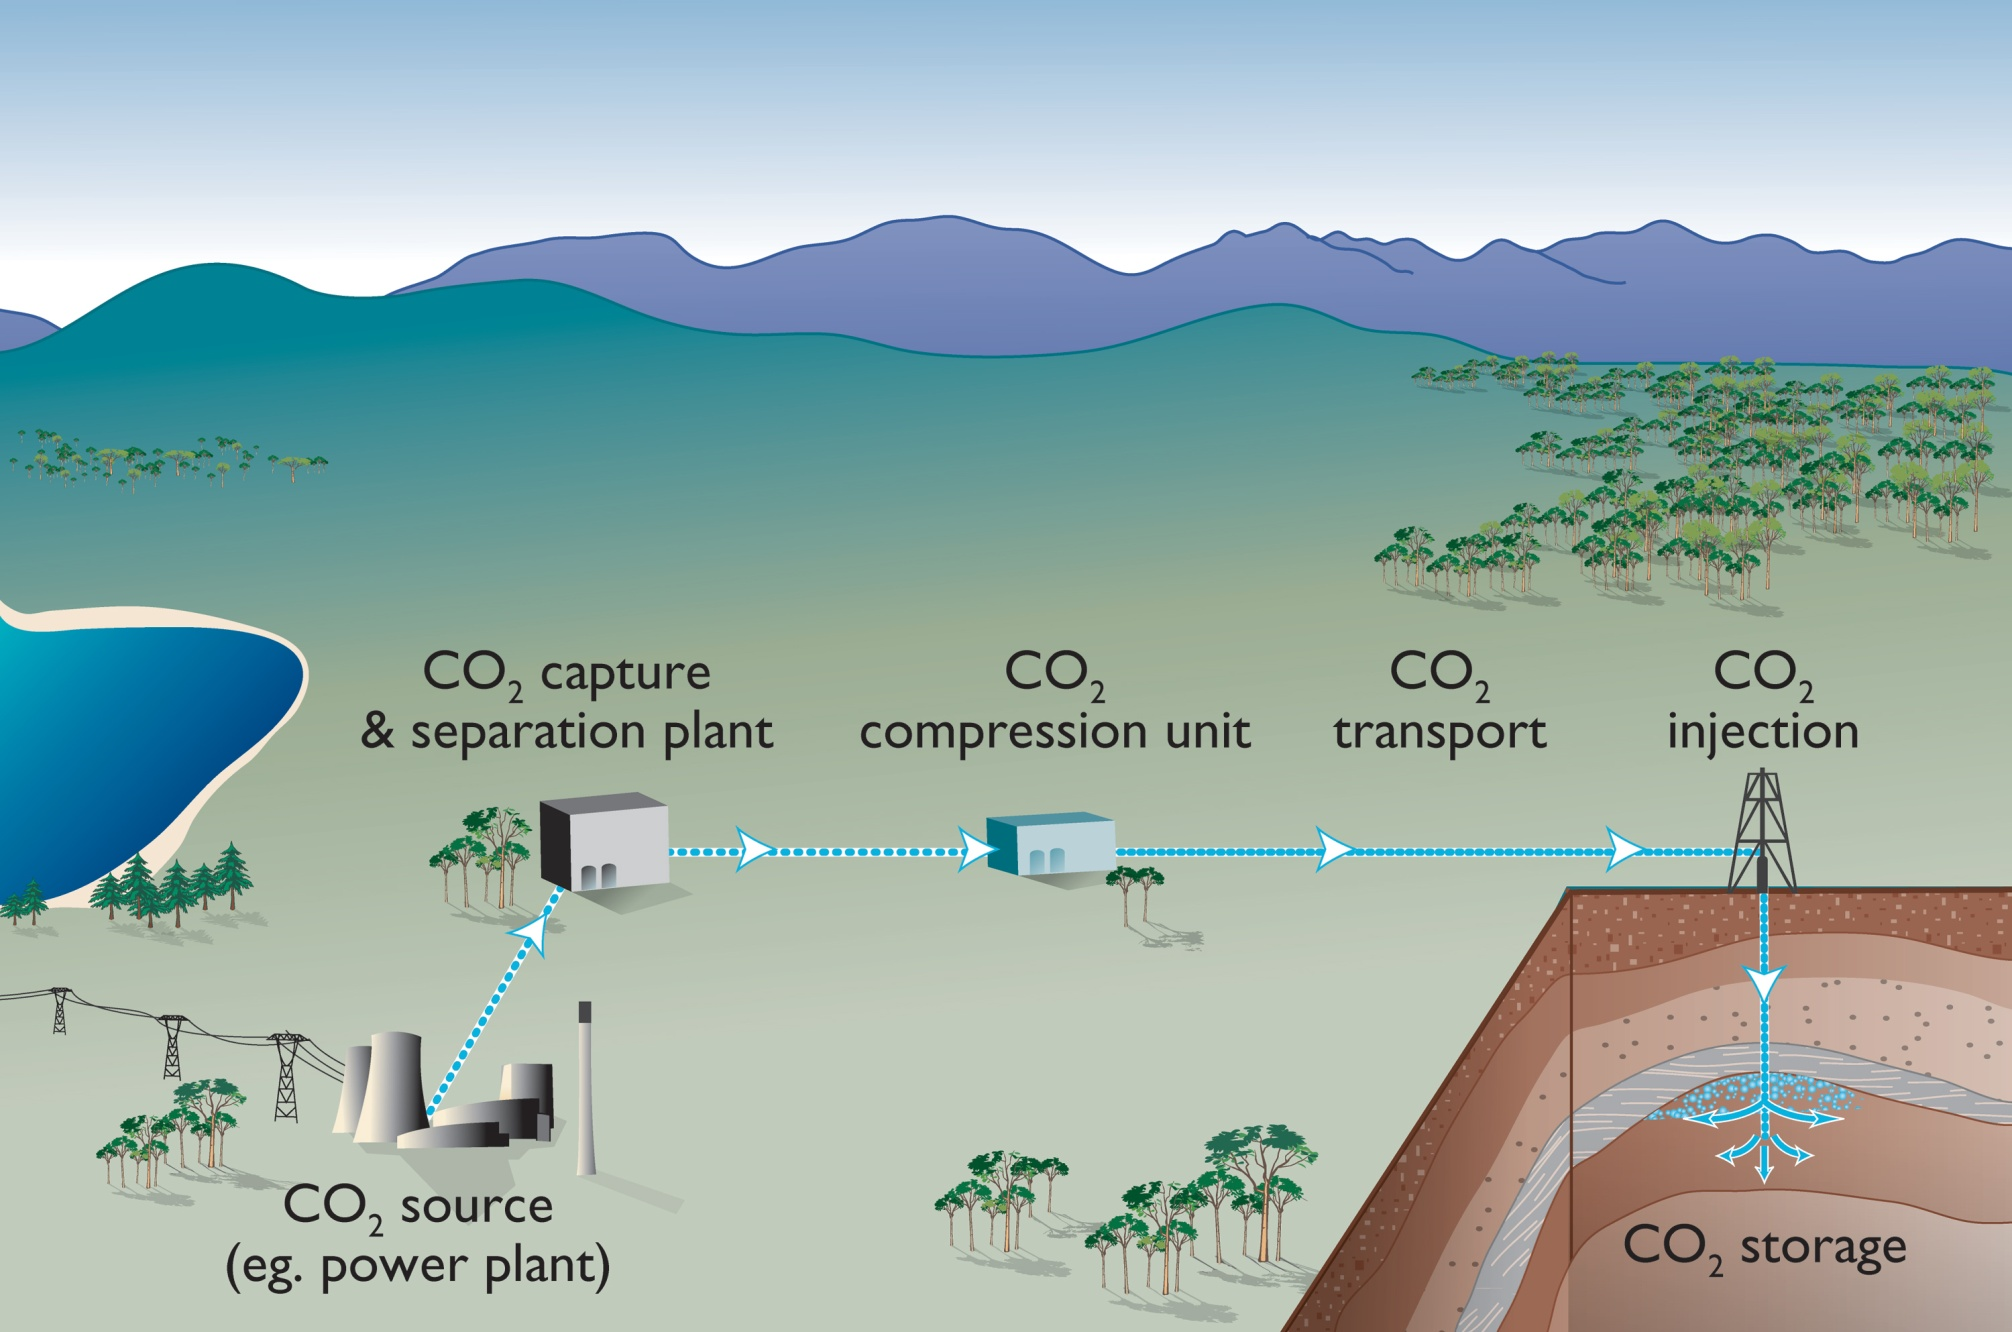 CO₂ capture
& separation plant
CO₂
compression unit
CO₂
transport
CO₂
injection
CO₂ source
(eg. power plant)
CO₂ storage